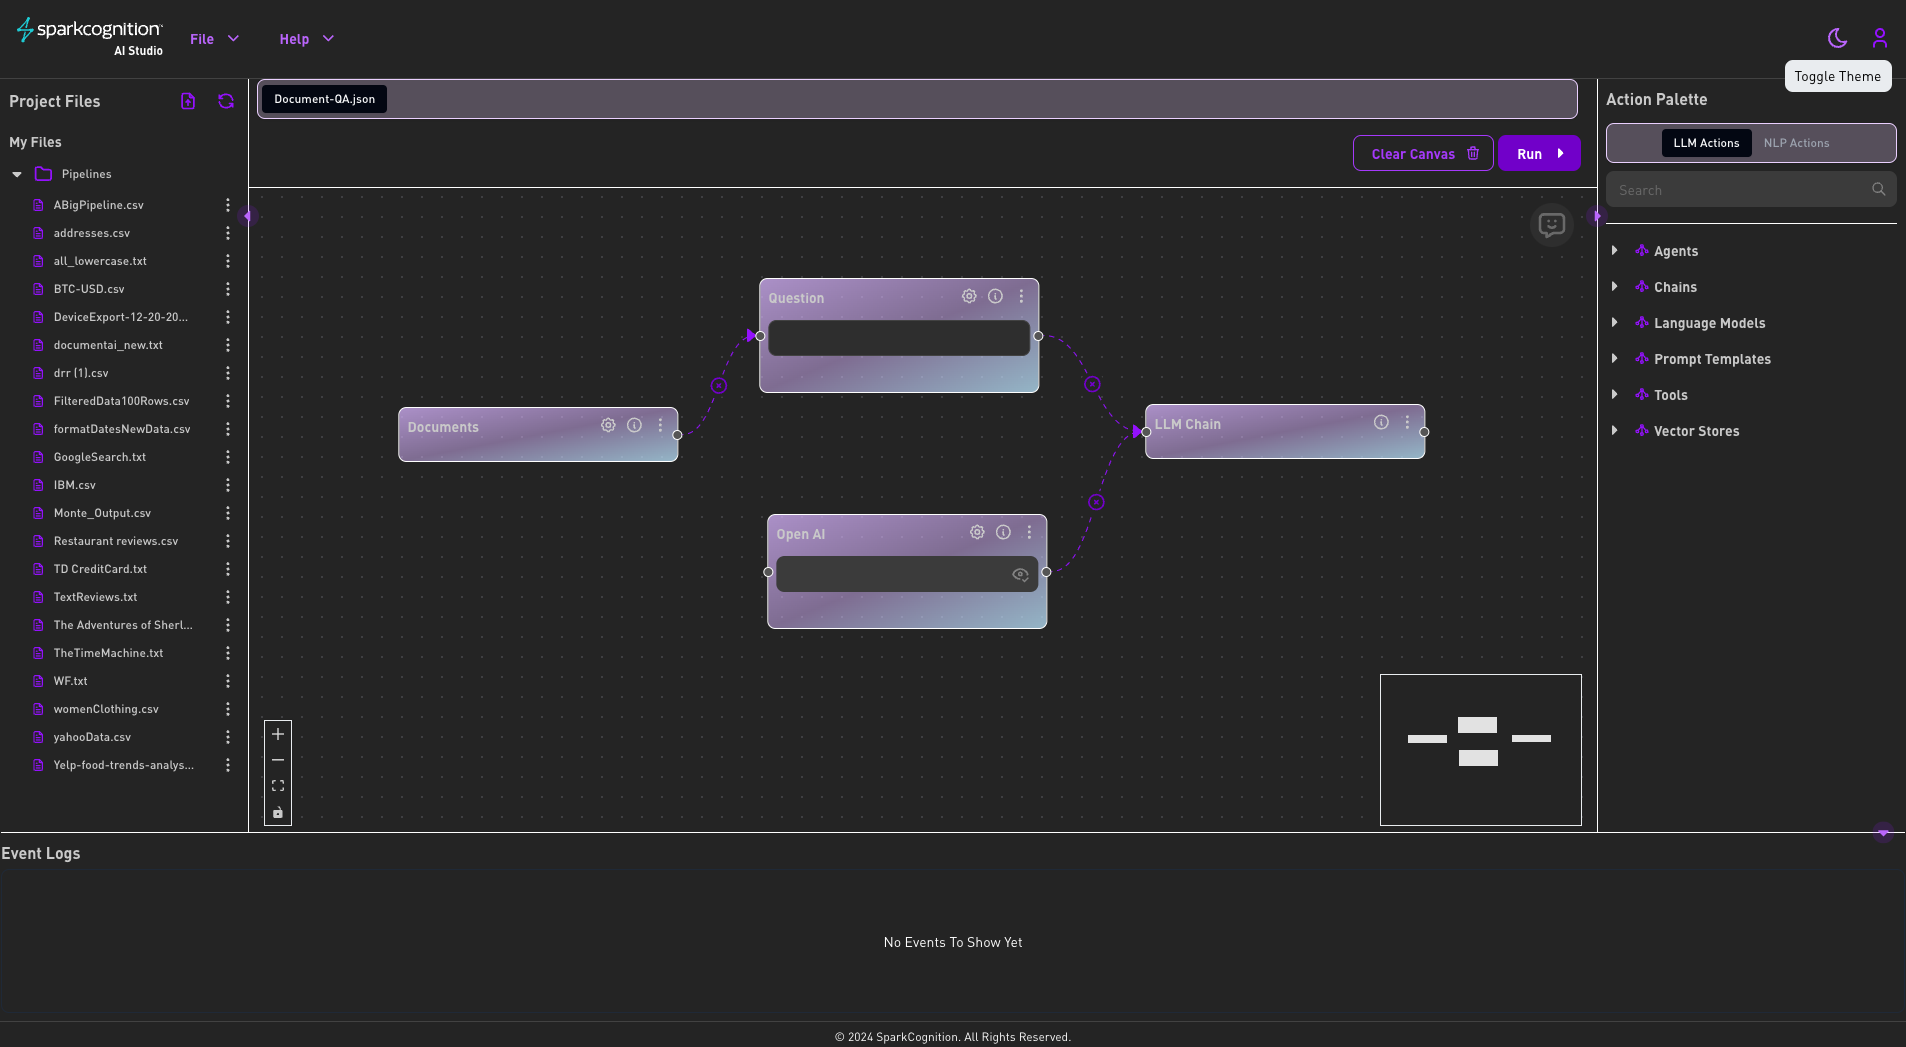 sparkcognition
AI Studio
File
Help
Toggle Theme
Project Files
My Files
Pipelines
ABigPipeline.csv
addresses.csv
all_lowercase.txt
BTC-USD.csv
DeviceExport-12-20-20...
documentai_new.txt
drr (1).csv
FilteredData100Rows.csv
formatDatesNewData.csv
GoogleSearch.txt
IBM.csv
Monte_Output.csv
Restaurant reviews.csv
TD CreditCard.txt
TextReviews.txt
The Adventures of Sherl...
TheTimeMachine.txt
WF.txt
womenClothing.csv
yahooData.csv
Yelp-food-trends-analys...
Document-QA.json
Clear Canvas
Run
Question
Documents
LLM Chain
Open AI
Action Palette
LLM Actions
NLP Actions
Search
Agents
Chains
Language Models
Prompt Templates
Tools
Vector Stores
Event Logs
No Events To Show Yet
© 2024 SparkCognition. All Rights Reserved.